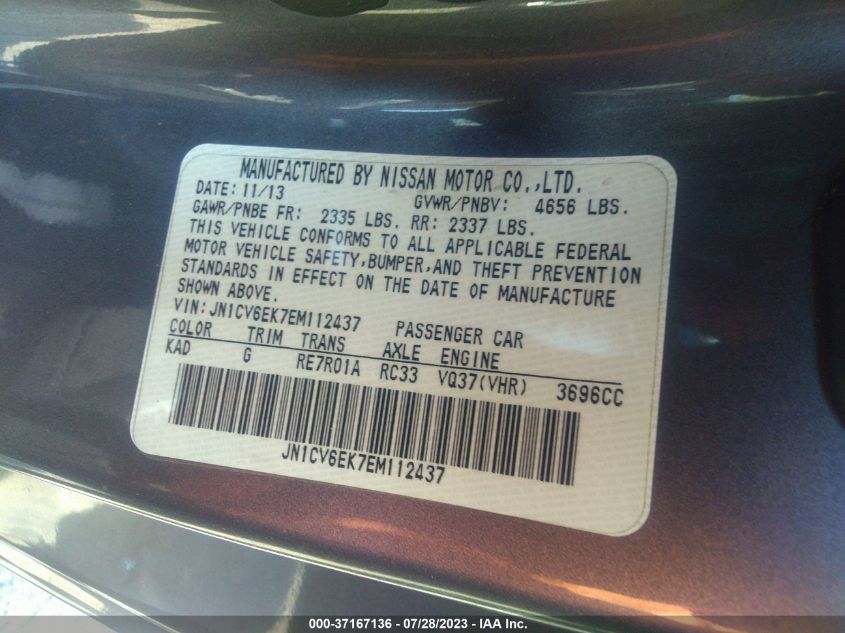 MANUFACTURED BY NISSAN MOTOR CO.,LTD.
DATE: 11/13 GVWR/PNBV: 4656 LBS.
GAWR/PNBE FR: 2335 LBS. RR: 2337 LBS.
THIS VEHICLE CONFORMS TO ALL APPLICABLE FEDERAL
MOTOR VEHICLE SAFETY,BUMPER,AND THEFT PREVENTION
STANDARDS IN EFFECT ON THE DATE OF MANUFACTURE
SHOWN ABOVE.
VIN:JN1CV6EK7EM112437 PASSENGER CAR
COLOR TRIM TRANS AXLE ENGINE
KAD G RE7R01A RC33 VQ37(VHR) 3696CC
JN1CV6EK7EM112437
000-37167136 - 07/28/2023 - IAA Inc.